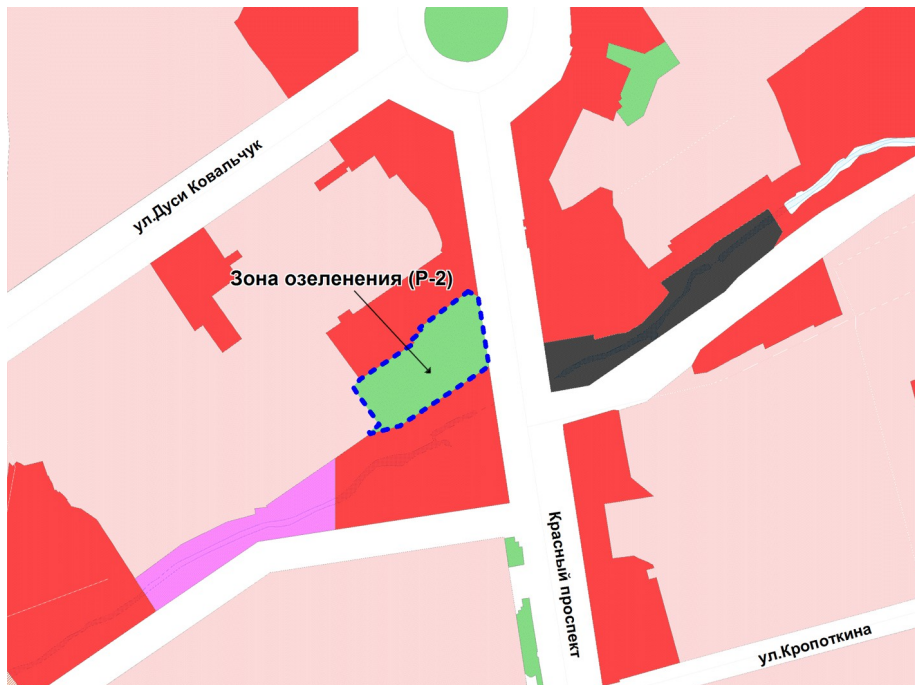 ул.Дуси Ковальчук
Зона озеленения (Р-2)
Красный проспект
ул.Кропоткина